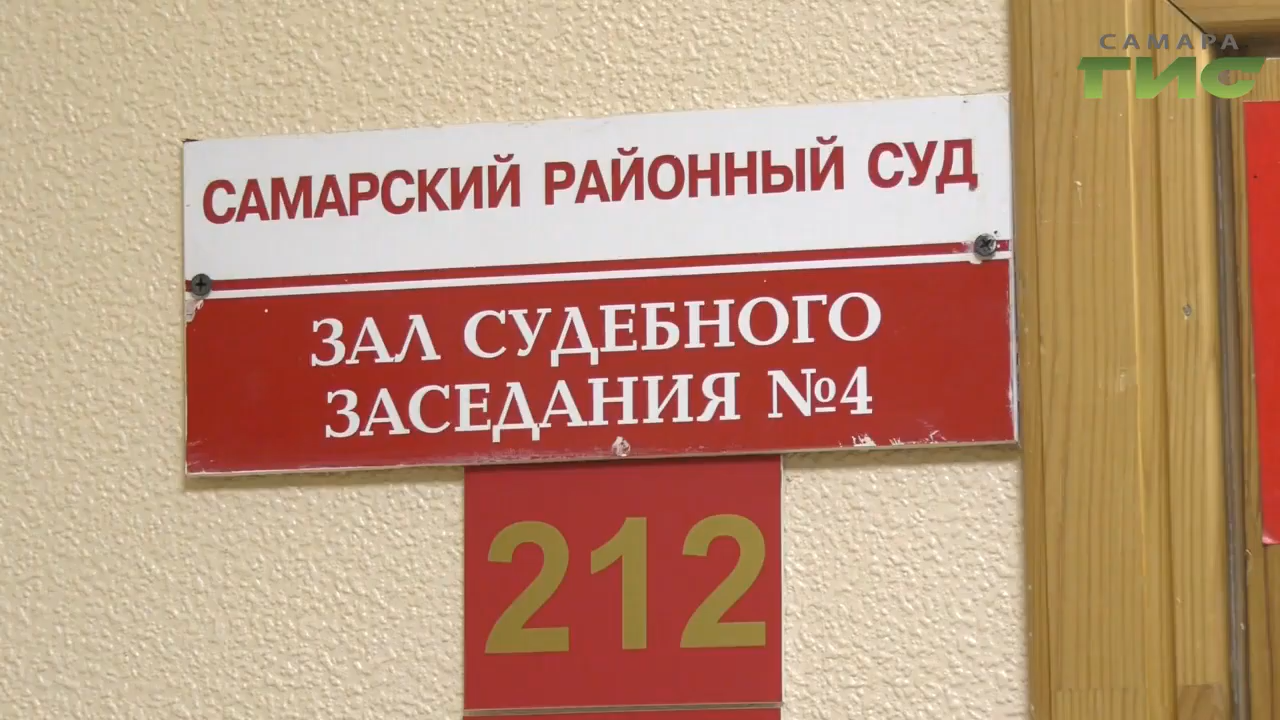 САМАРА
ГИС
САМАРСКИЙ РАЙОННЫЙ СУД
ЗАЛ СУДЕБНОГО
ЗАСЕДАНИЯ №4
212